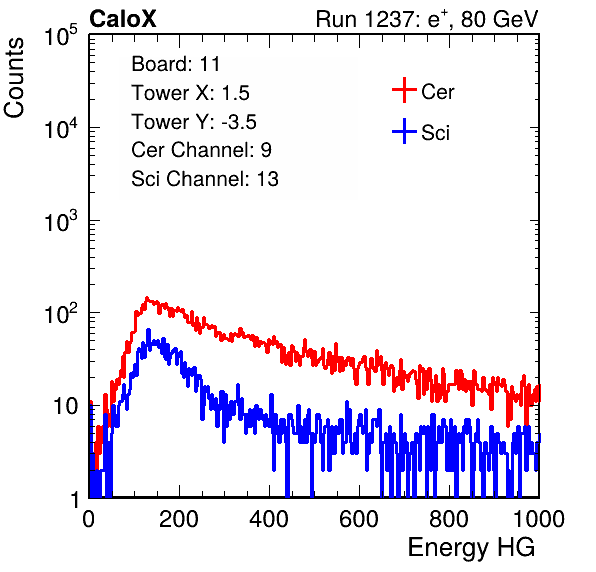 CaloX Run 1237: e⁺, 80 GeV
Counts
Board: 11
Tower X: 1.5
Tower Y: -3.5
Cer Channel: 9
Sci Channel: 13
Cer
Sci
10⁵
10⁴
10³
10²
10
1
0 200 400 600 800 1000
Energy HG